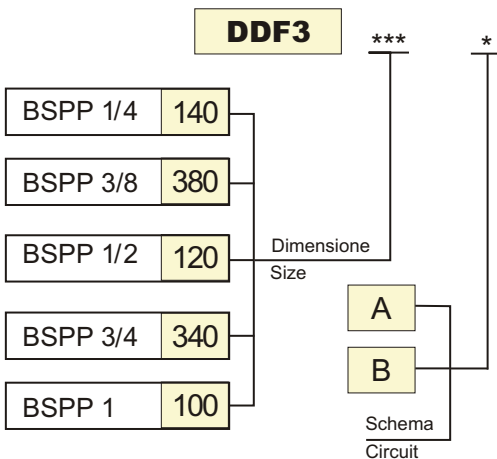 DDF3 *** *
BSPP 1/4 140
BSPP 3/8 380
BSPP 1/2 120
Dimensione
Size
BSPP 3/4 340
BSPP 1 100
A
B
Schema
Circuit